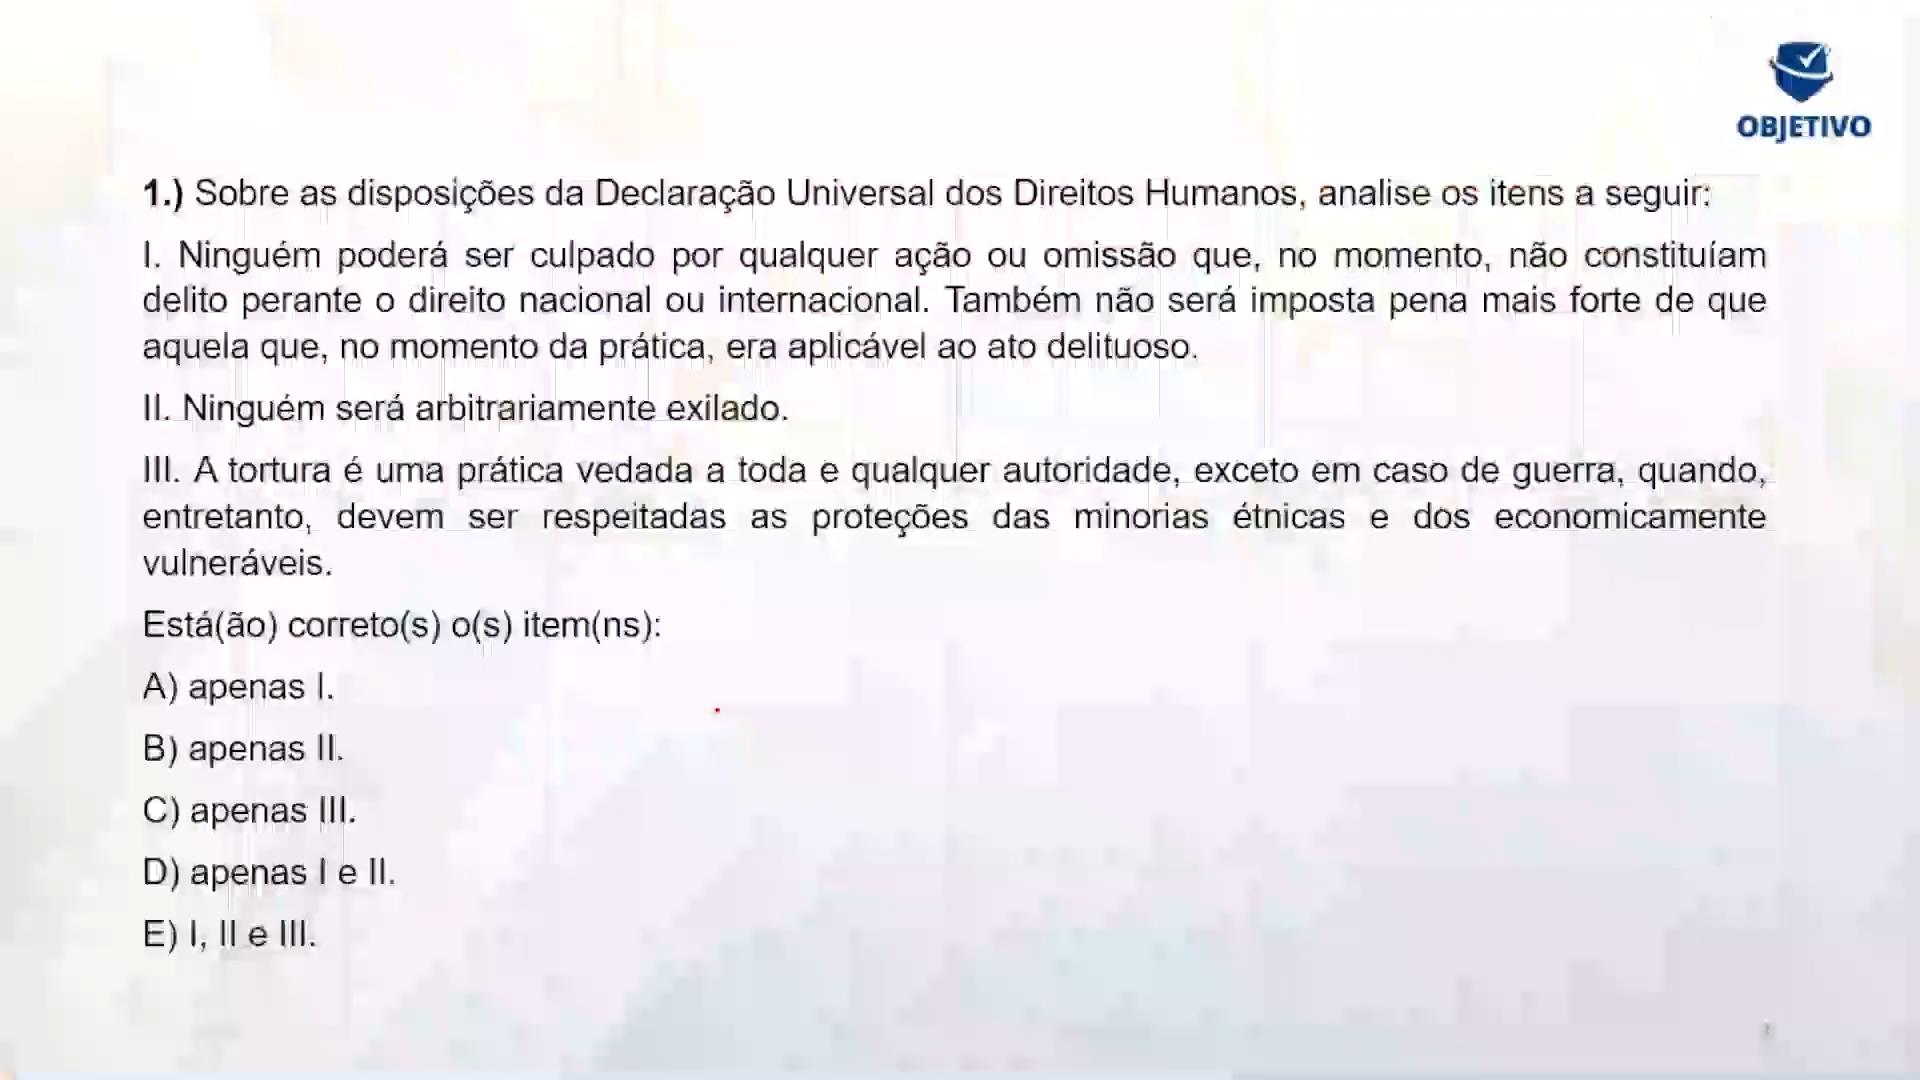 OBJETIVO
1.) Sobre as disposições da Declaração Universal dos Direitos Humanos, analise os itens a seguir:
I. Ninguém poderá ser culpado por qualquer ação ou omissão que, no momento, não constituíam
delito perante o direito nacional ou internacional. Também não será imposta pena mais forte de que
aquela que, no momento da prática, era aplicável ao ato delituoso.
II. Ninguém será arbitrariamente exilado.
III. A tortura é uma prática vedada a toda e qualquer autoridade, exceto em caso de guerra, quando,
entretanto, devem ser respeitadas as proteções das minorias étnicas e dos economicamente
vulneráveis.
Está(ão) correto(s) o(s) item(ns):
A) apenas I.
B) apenas II.
C) apenas III.
D) apenas I e II.
E) I, II e III.